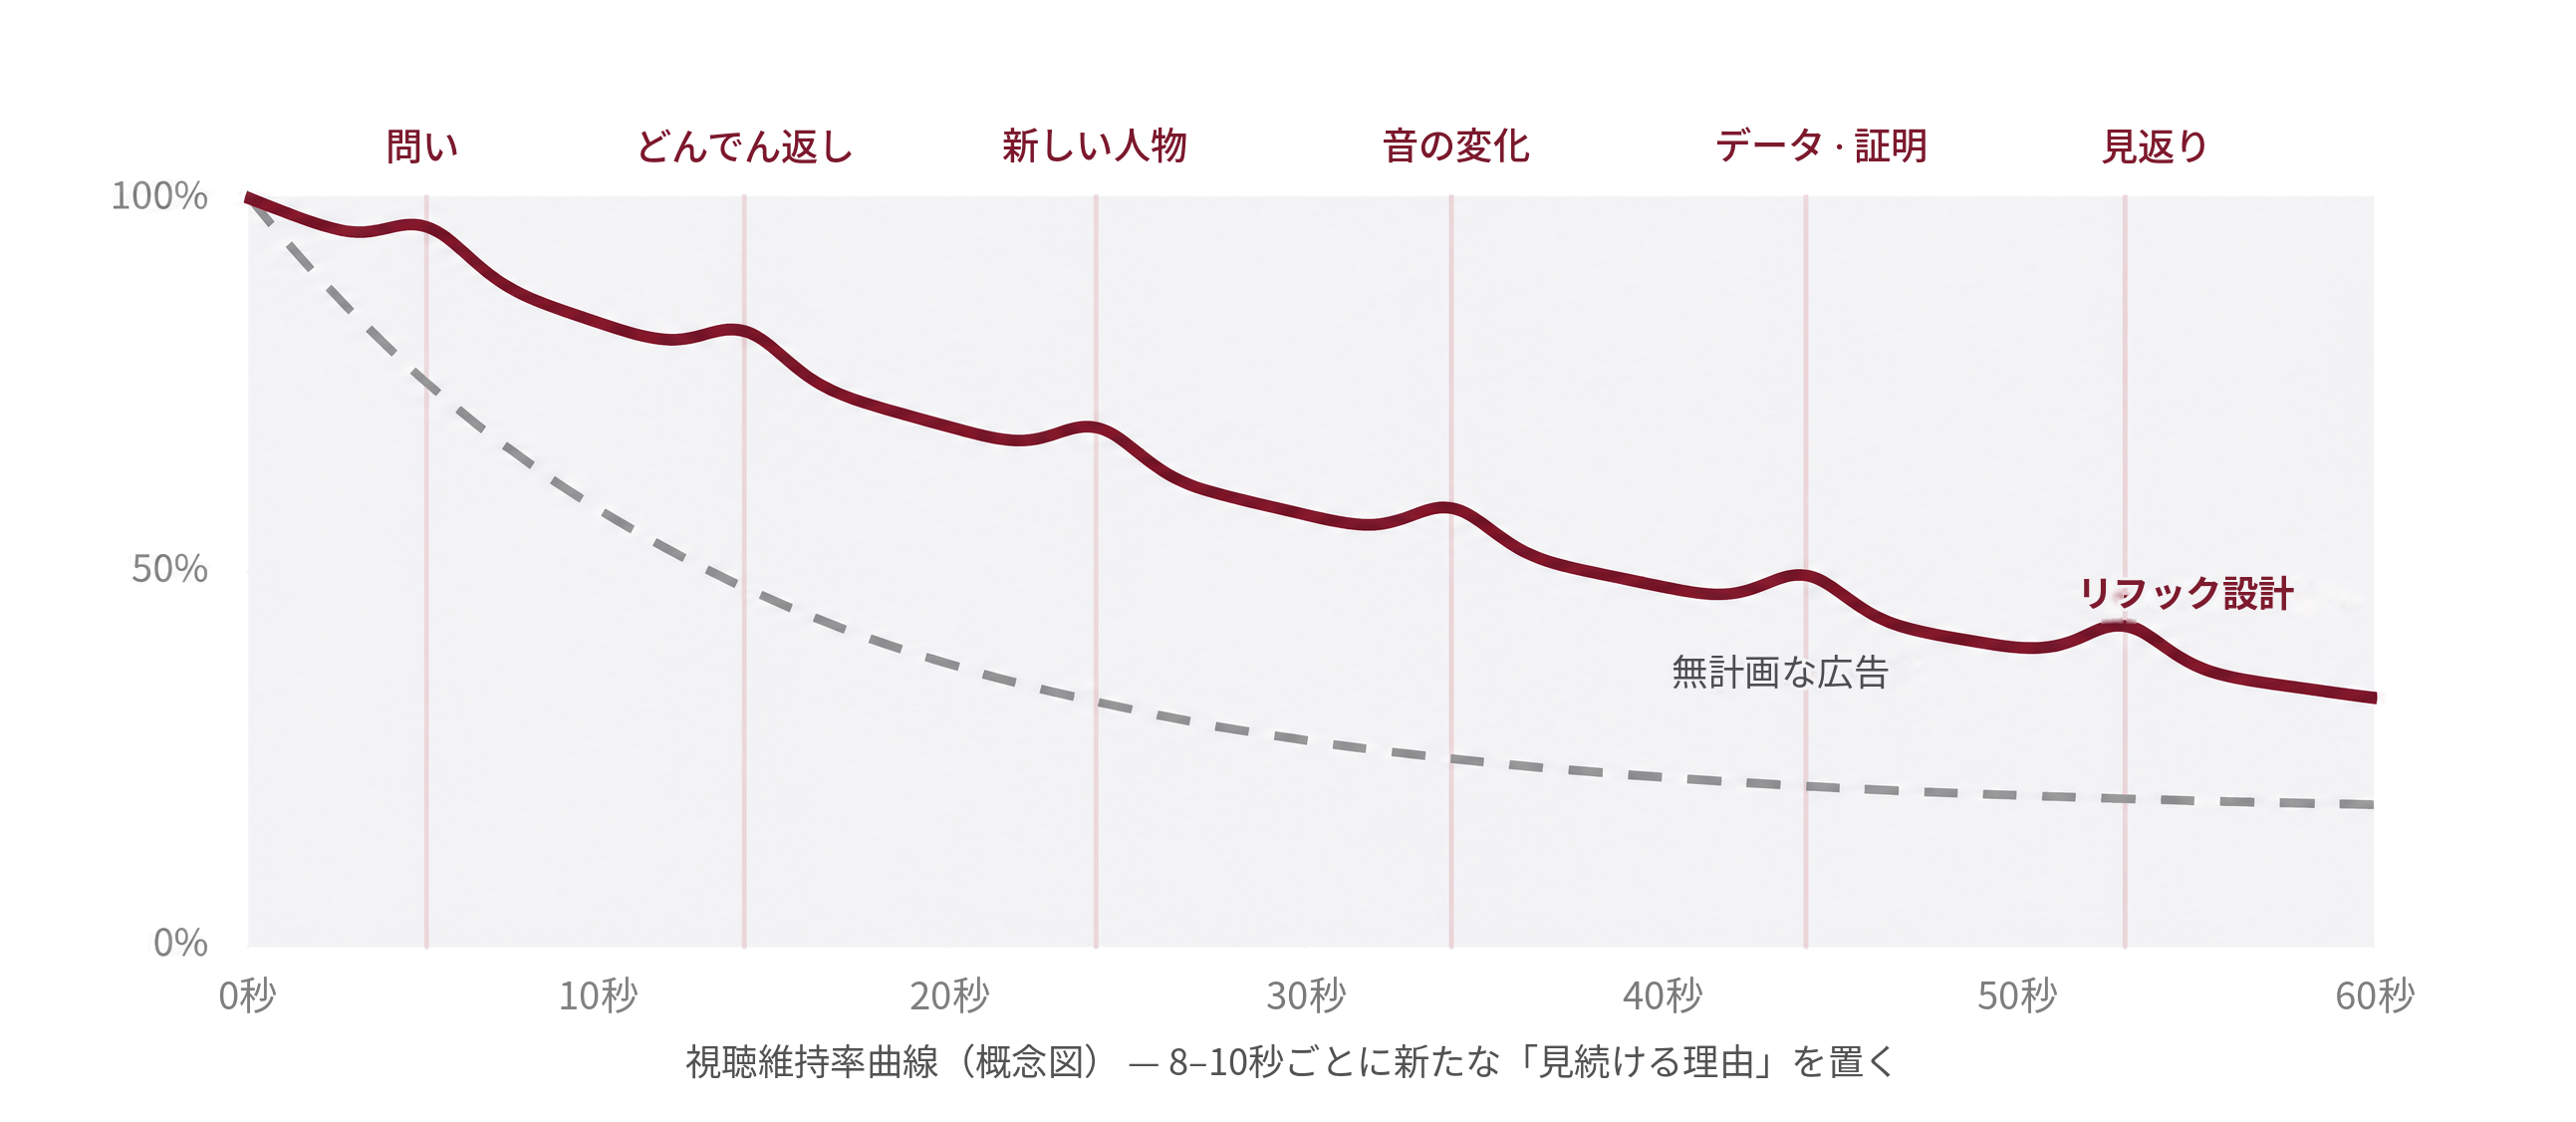 問い どんでん返し 新しい人物 音の変化 データ · 証明 見返り
100%
50%
リフック設計
無計画な広告
0%
0秒 10秒 20秒 30秒 40秒 50秒 60秒
視聴維持率曲線（概念図） — 8–10秒ごとに新たな「見続ける理由」を置く